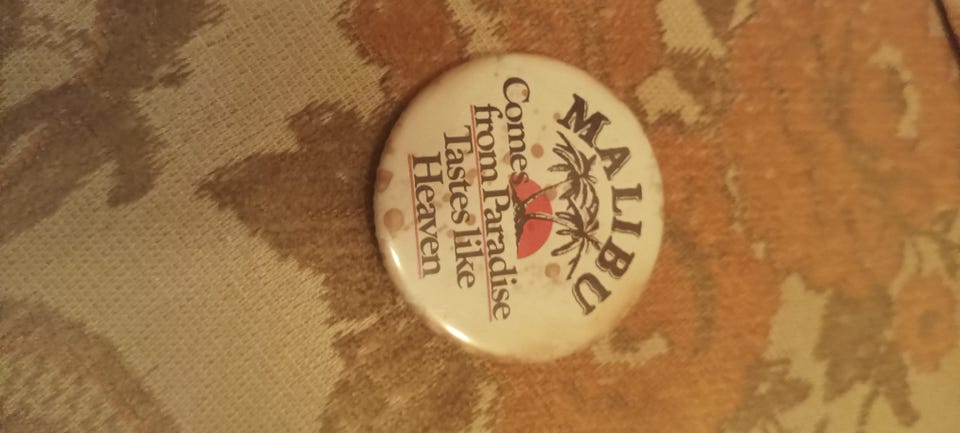 MALIBU
Comes
from Paradise
Tastes like
Heaven